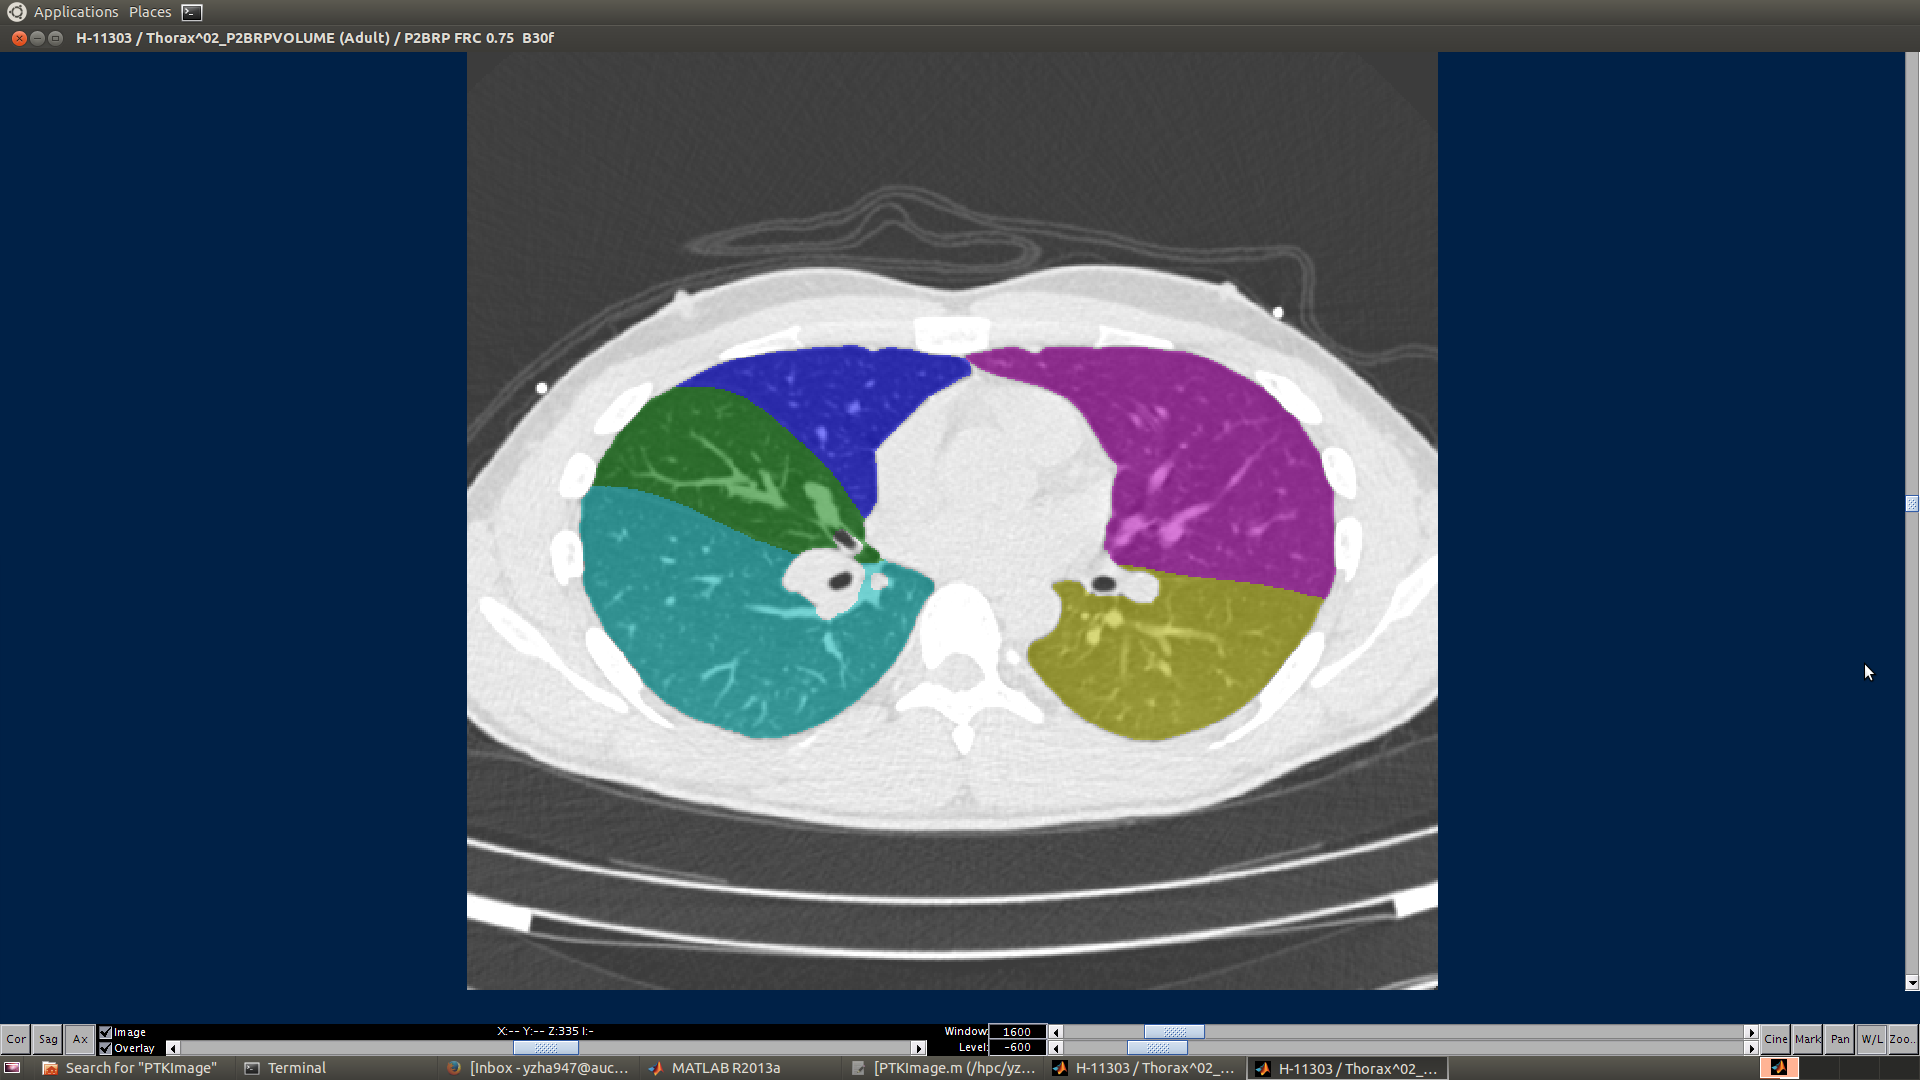 Applications Places
H-11303 / Thorax^02_P2BRPVOLUME (Adult) / P2BRP FRC 0.75 B30f
Cor Sag Ax
Image
Overlay
X:-- Y:-- Z:335 I:-
Window: 1600
Level: -600
Cine Mark Pan W/L Zoo..
Search for "PTKImage" Terminal [Inbox - yzha947@auc... MATLAB R2013a [PTKImage.m (/hpc/yz... H-11303 / Thorax^02_... H-11303 / Thorax^02_...